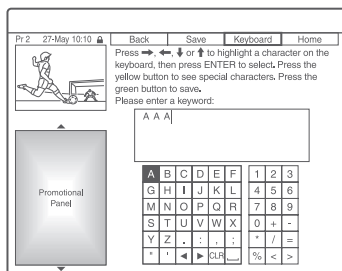 Pr 2 27-May 10:10
Back Save Keyboard Home
Press ➡, ⬅, ⬇ or ⬆ to highlight a character on the
keyboard, then press ENTER to select. Press the
yellow button to see special characters. Press the
green button to save.
Please enter a keyword:
A A A
Promotional
Panel
A B C D E F 1 2 3
G H I J K L 4 5 6
M N O P Q R 7 8 9
S T U V W X 0 + -
Y Z . : , ; * / =
" ' ◀ ▶ CLR ⎵ % < >